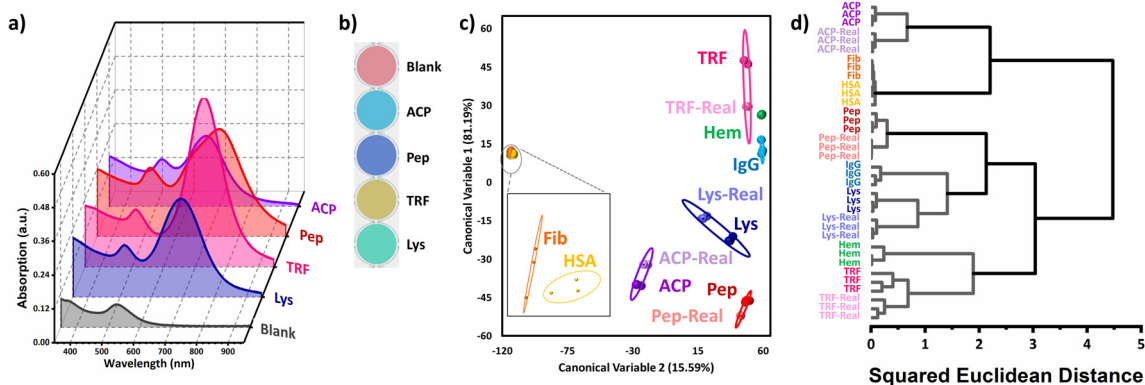 a)
Absorption (a.u.)
0.60
0.48
0.36
0.24
0.12
0.00
400 500 600 700 800 900
Wavelength (nm)
ACP
Pep
TRF
Lys
Blank
b)
Blank
ACP
Pep
TRF
Lys
c)
Canonical Variable 1 (81.19%)
60
45
30
15
0
-15
-30
-45
-60
-120 -75 -30 15 60
Canonical Variable 2 (15.59%)
TRF
TRF-Real
Hem
IgG
Lys-Real
Lys
ACP-Real
ACP
Pep
Pep-Real
Fib
HSA
d)
ACP
ACP
ACP
ACP-Real
ACP-Real
ACP-Real
Fib
Fib
Fib
HSA
HSA
HSA
Pep
Pep
Pep
Pep-Real
Pep-Real
Pep-Real
IgG
IgG
IgG
Lys
Lys
Lys
Lys-Real
Lys-Real
Lys-Real
Hem
Hem
Hem
TRF
TRF
TRF
TRF-Real
TRF-Real
TRF-Real
0 1 2 3 4 5
Squared Euclidean Distance